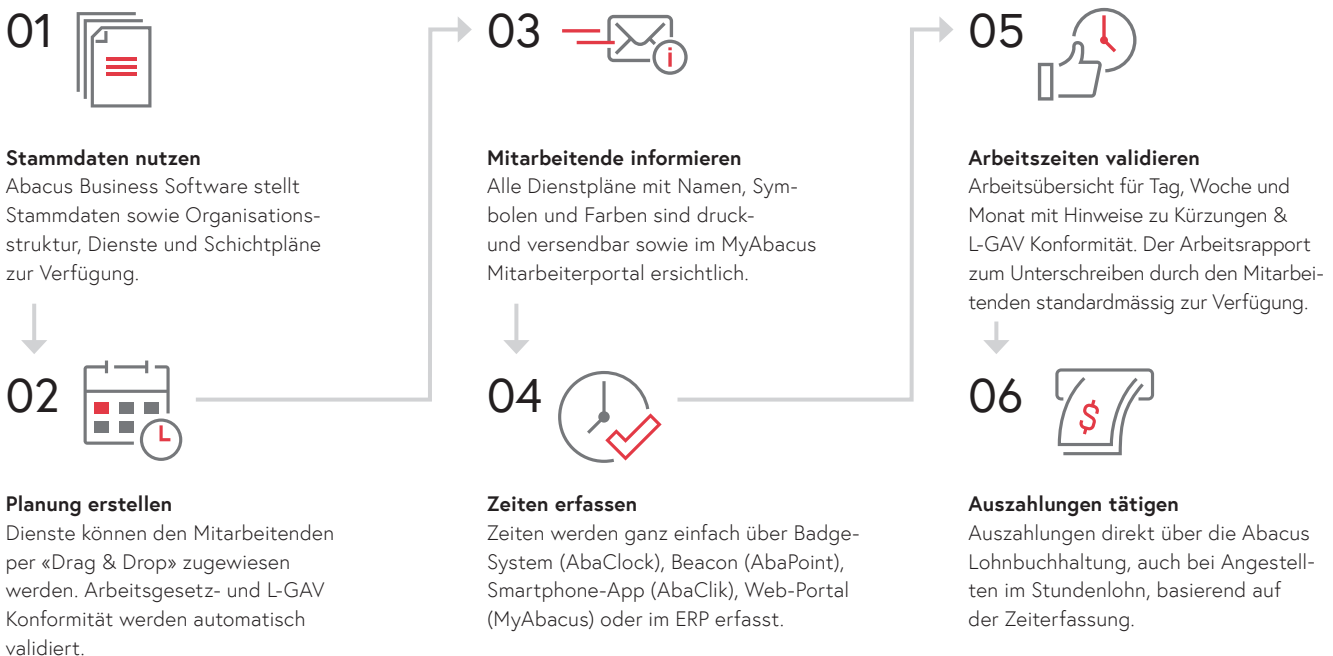 01
Stammdaten nutzen
Abacus Business Software stellt
Stammdaten sowie Organisations-
struktur, Dienste und Schichtpläne
zur Verfügung.
02
Planung erstellen
Dienste können den Mitarbeitenden
per «Drag & Drop» zugewiesen
werden. Arbeitsgesetz- und L-GAV
Konformität werden automatisch
validiert.
03
i
Mitarbeitende informieren
Alle Dienstpläne mit Namen, Sym-
bolen und Farben sind druck-
und versendbar sowie im MyAbacus
Mitarbeiterportal ersichtlich.
04
Zeiten erfassen
Zeiten werden ganz einfach über Badge-
System (AbaClock), Beacon (AbaPoint),
Smartphone-App (AbaClik), Web-Portal
(MyAbacus) oder im ERP erfasst.
05
Arbeitszeiten validieren
Arbeitsübersicht für Tag, Woche und
Monat mit Hinweise zu Kürzungen &
L-GAV Konformität. Der Arbeitsrapport
zum Unterschreiben durch den Mitarbei-
tenden standardmässig zur Verfügung.
06
$
Auszahlungen tätigen
Auszahlungen direkt über die Abacus
Lohnbuchhaltung, auch bei Angestell-
ten im Stundenlohn, basierend auf
der Zeiterfassung.